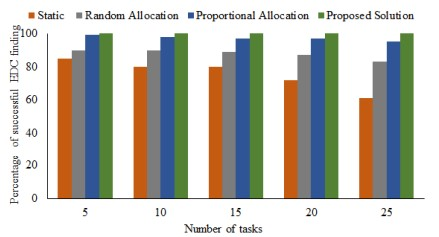 Static Random Allocation Proportional Allocation Proposed Solution
Percentage of successful EDC finding
100
80
60
40
20
0
5 10 15 20 25
Number of tasks